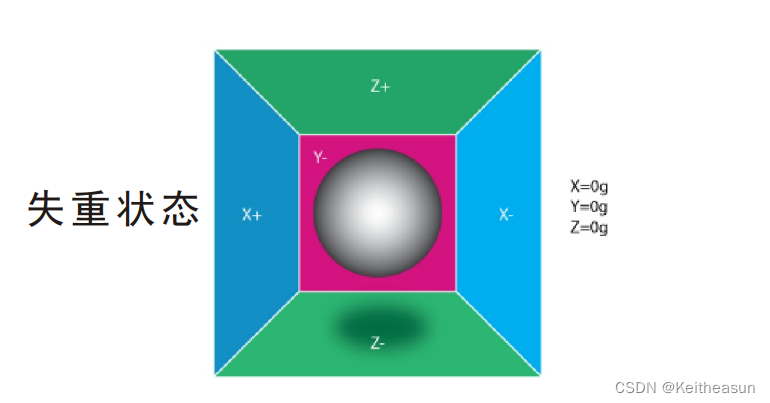 Z+
Y-
失重状态
X+
X-
X=0g
Y=0g
Z=0g
Z-
CSDN @Keitheasun